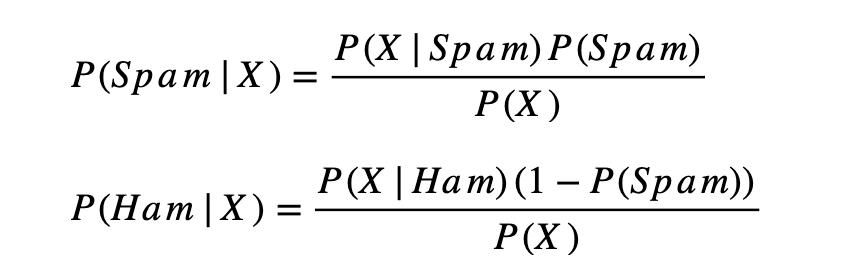 P(Spam | X) = P(X | Spam) P(Spam) / P(X)
P(Ham | X) = P(X | Ham) (1 − P(Spam)) / P(X)